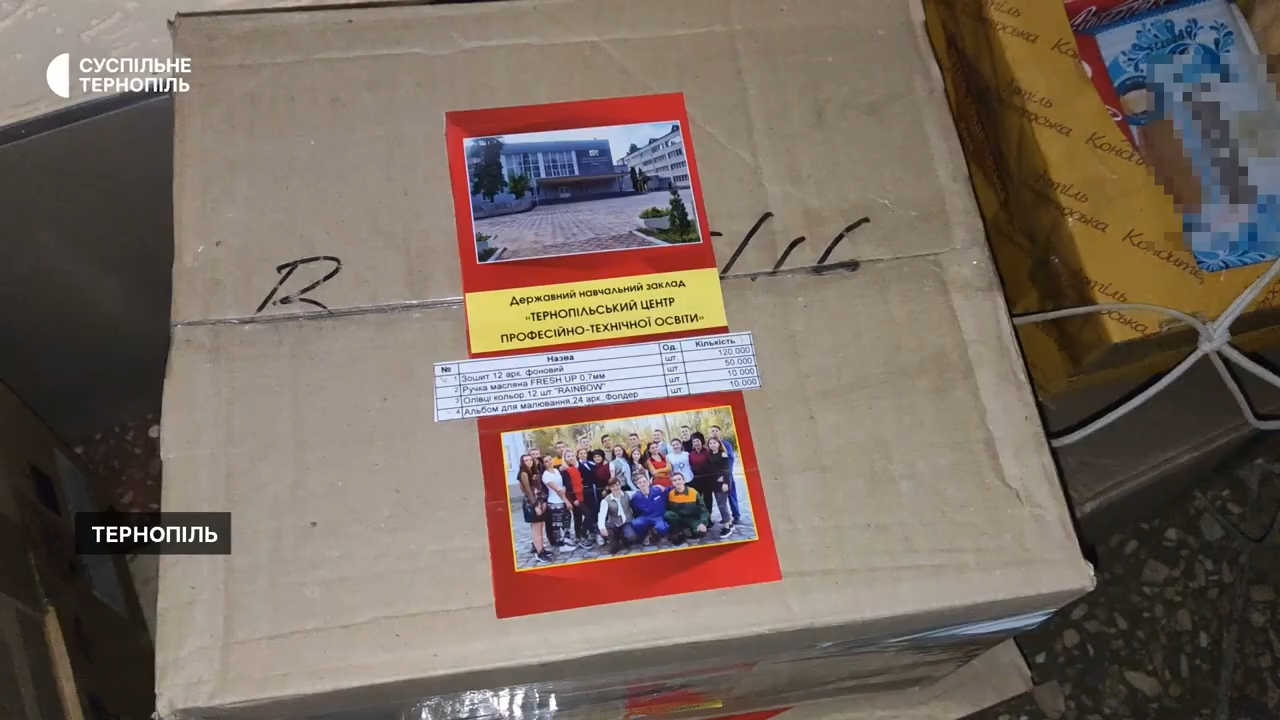 СУСПІЛЬНЕ
ТЕРНОПІЛЬ
Державний навчальний заклад
«ТЕРНОПІЛЬСЬКИЙ ЦЕНТР
ПРОФЕСІЙНО-ТЕХНІЧНОЇ ОСВІТИ»
№ Назва Од. Кількість
1 Зошит 12 арк. фоновий шт. 120.000
2 Ручка масляна FRESH UP 0,7мм шт. 50.000
3 Олівці кольор.12 шт."RAINBOW" шт 10.000
4 Альбом для малювання,24 арк.,Фолдер шт 10.000
ТЕРНОПІЛЬ